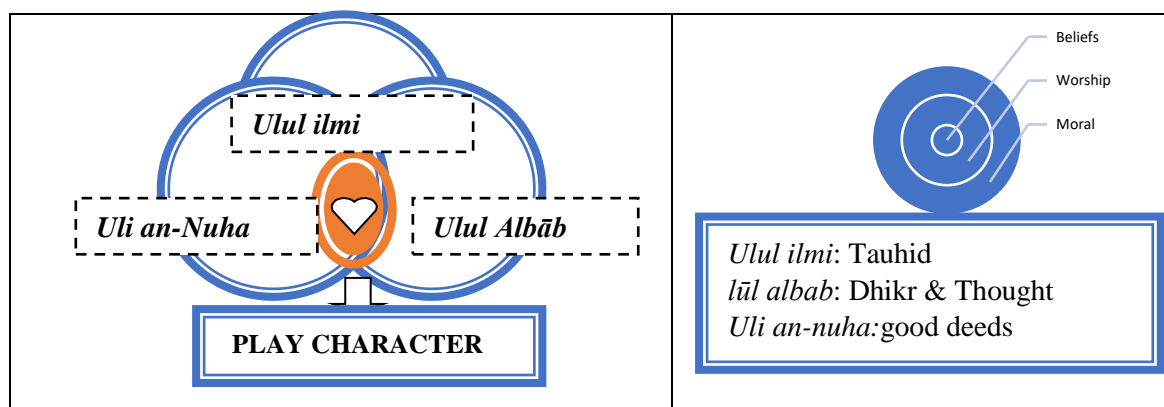 Ulul ilmi
Uli an-Nuha
Ulul Albāb
PLAY CHARACTER
Beliefs
Worship
Moral
Ulul ilmi: Tauhid
lūl albab: Dhikr & Thought
Uli an-nuha:good deeds